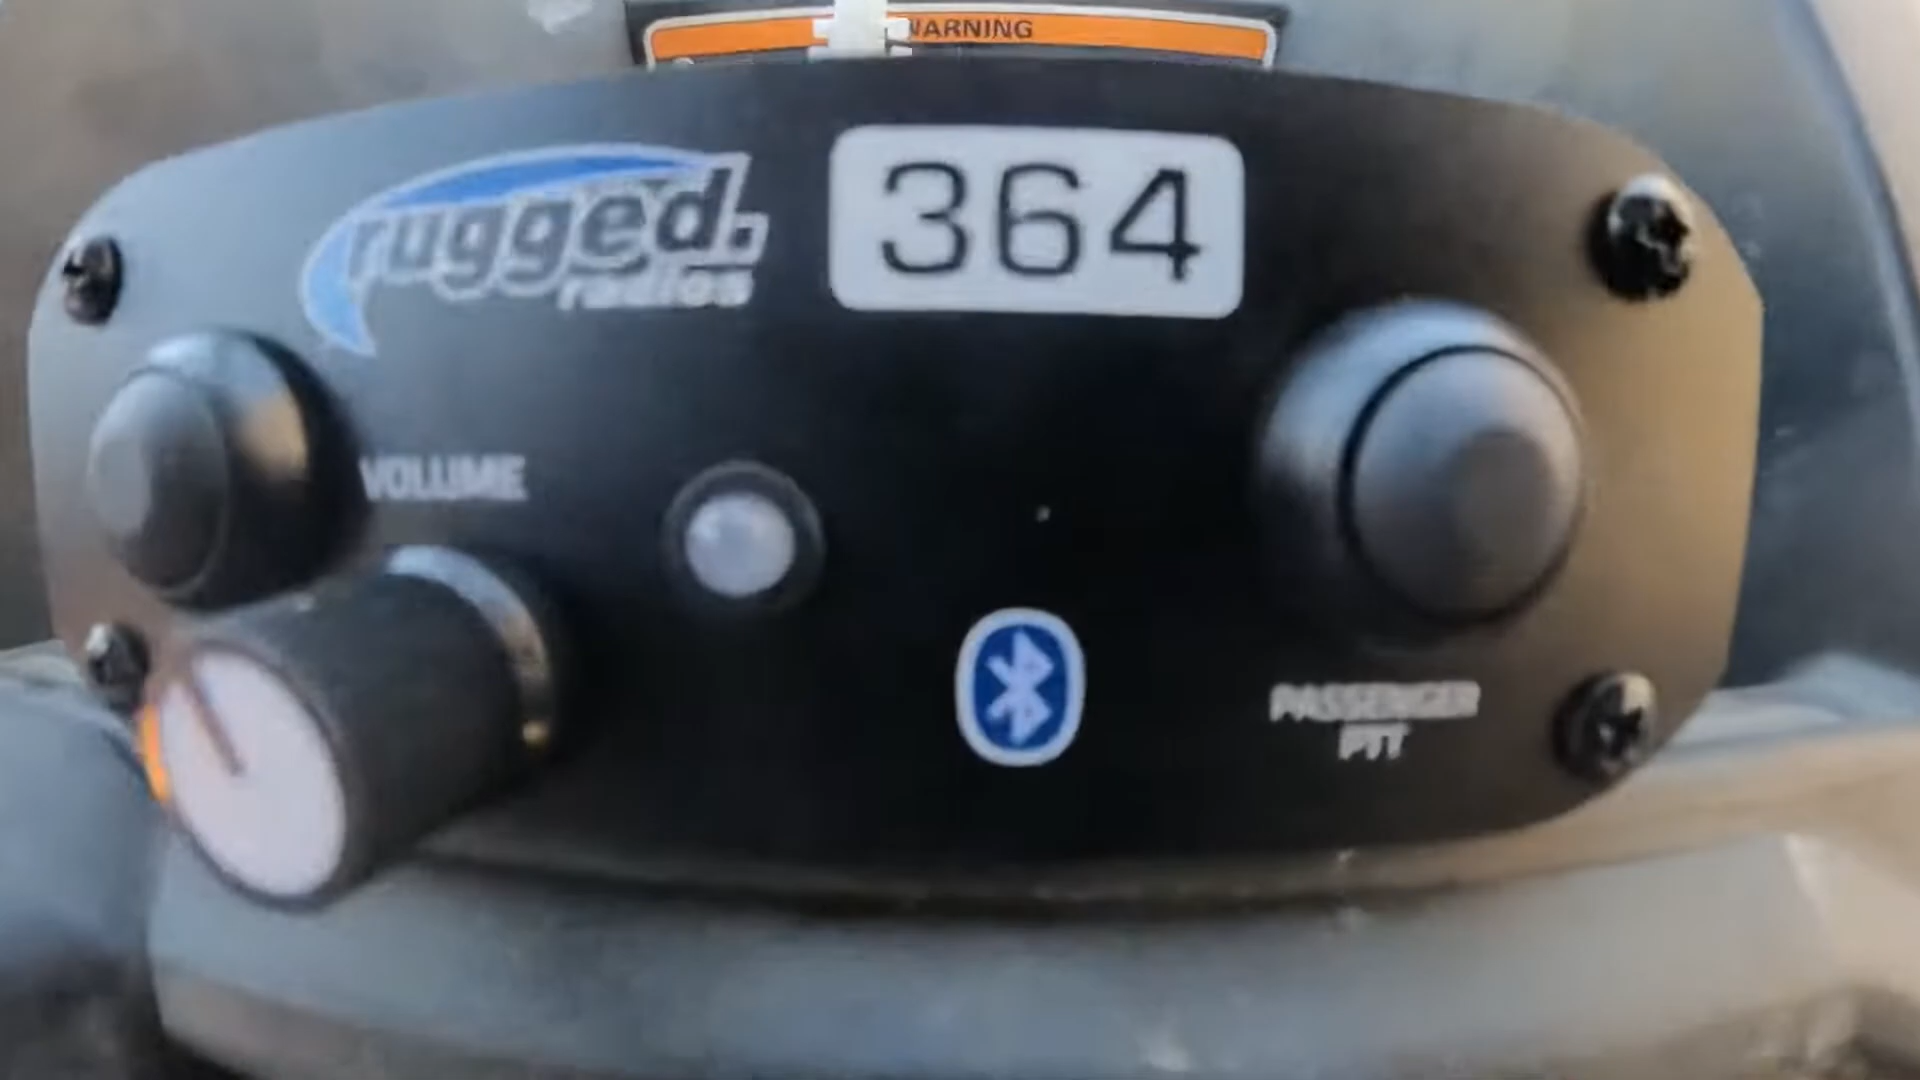 WARNING
rugged.
radios
364
VOLUME
PASSENGER
PTT